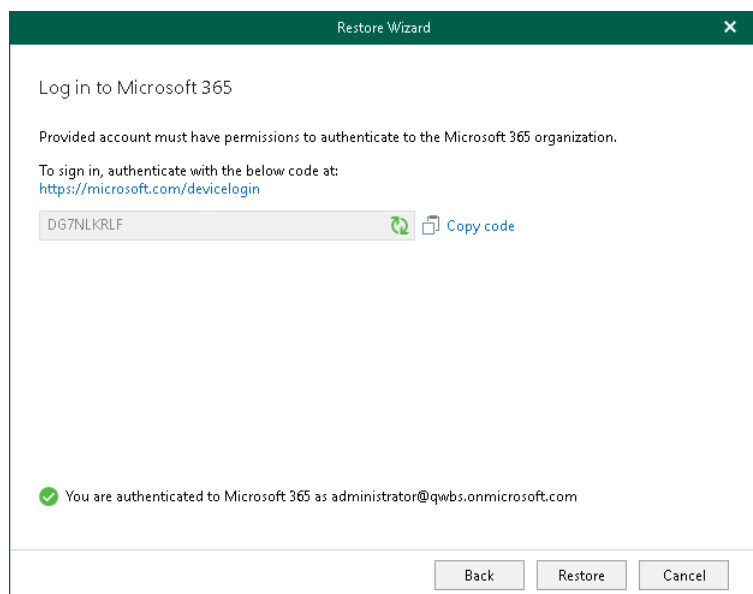 Restore Wizard
Log in to Microsoft 365
Provided account must have permissions to authenticate to the Microsoft 365 organization.
To sign in, authenticate with the below code at:
https://microsoft.com/devicelogin
DG7NLKRLF
Copy code
You are authenticated to Microsoft 365 as administrator@qwbs.onmicrosoft.com
Back
Restore
Cancel